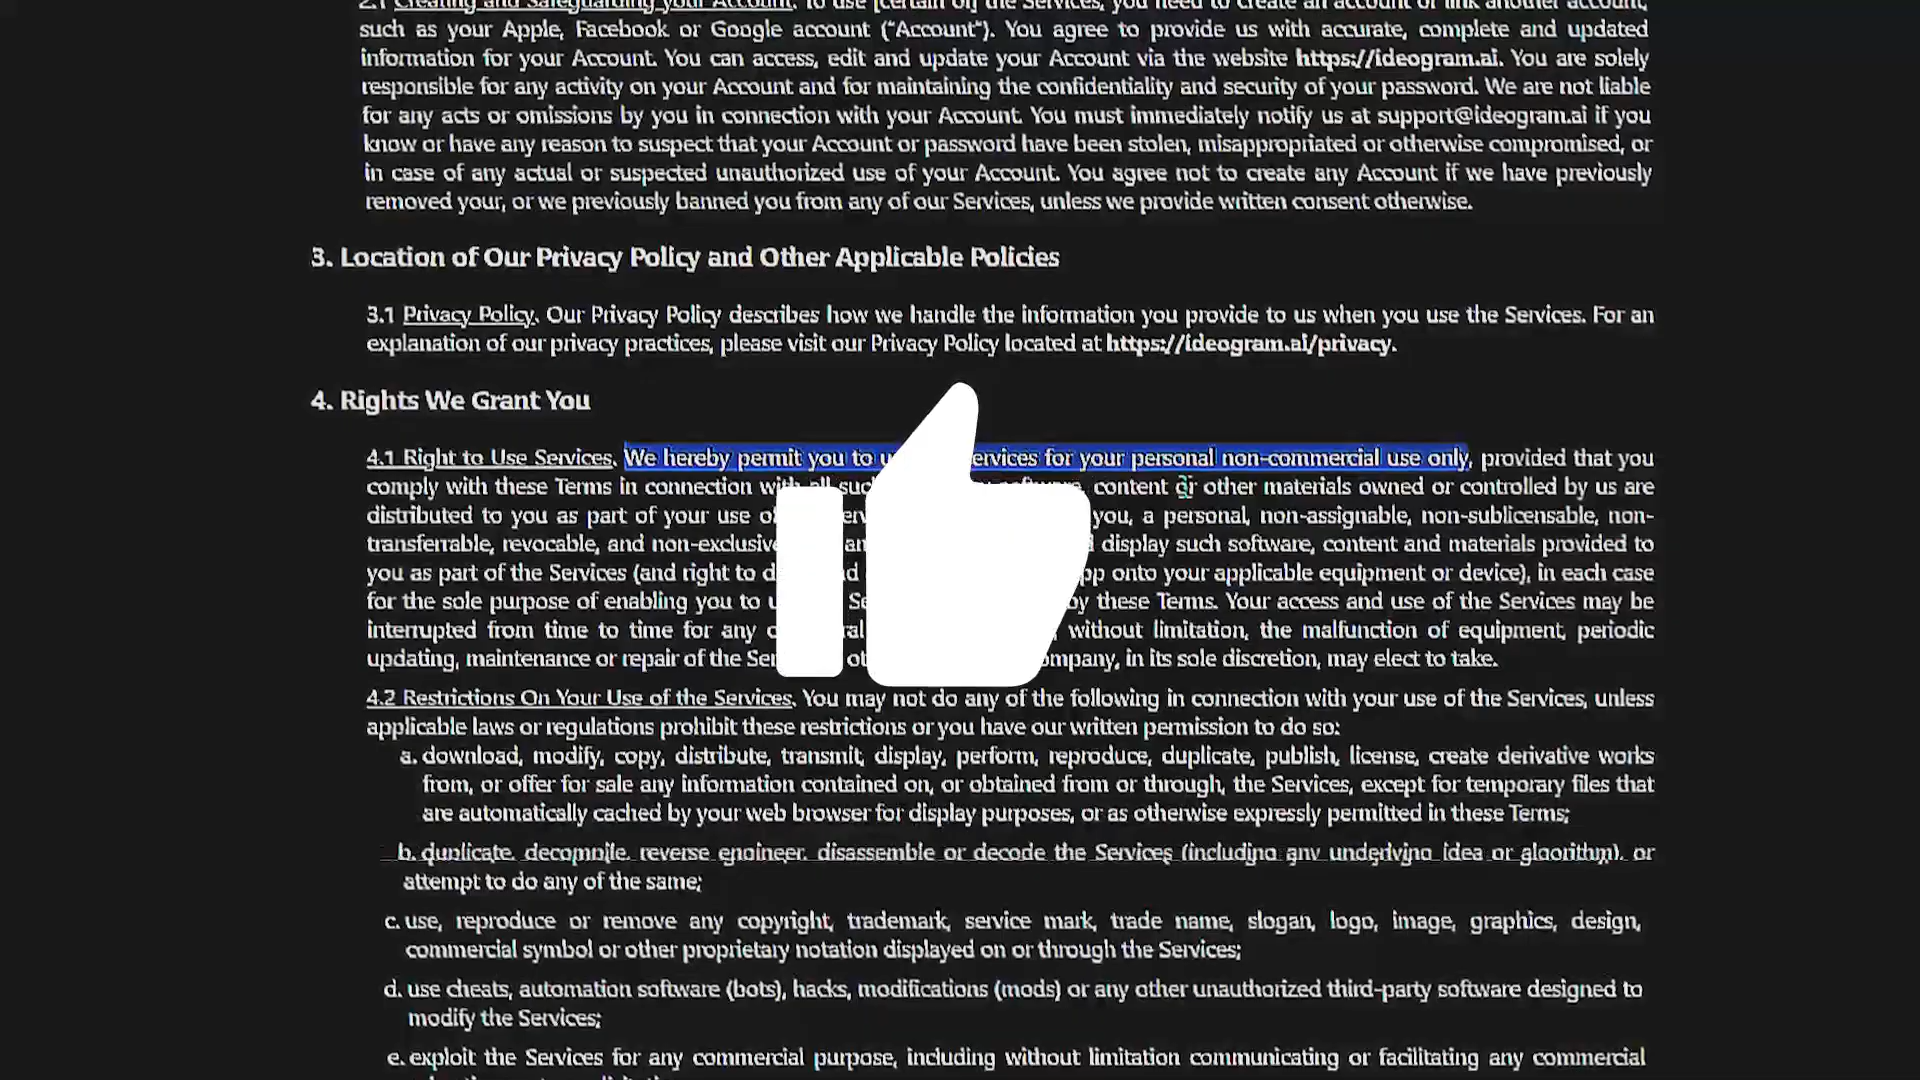 2.1 Creating and Safeguarding your Account. To use [certain of] the Services, you need to create an account or link another account,
such as your Apple, Facebook or Google account (“Account“). You agree to provide us with accurate, complete and updated
information for your Account. You can access, edit and update your Account via the website https://ideogram.ai. You are solely
responsible for any activity on your Account and for maintaining the confidentiality and security of your password. We are not liable
for any acts or omissions by you in connection with your Account. You must immediately notify us at support@ideogram.ai if you
know or have any reason to suspect that your Account or password have been stolen, misappropriated or otherwise compromised, or
in case of any actual or suspected unauthorized use of your Account. You agree not to create any Account if we have previously
removed your, or we previously banned you from any of our Services, unless we provide written consent otherwise.
3. Location of Our Privacy Policy and Other Applicable Policies
3.1 Privacy Policy. Our Privacy Policy describes how we handle the information you provide to us when you use the Services. For an
explanation of our privacy practices, please visit our Privacy Policy located at https://ideogram.ai/privacy.
4. Rights We Grant You
4.1 Right to Use Services. We hereby permit you to ervices for your personal non-commercial use only, provided that you
comply with these Terms in connection with all such content or other materials owned or controlled by us are
distributed to you as part of your use you, a personal, non-assignable, non-sublicensable, non-
transferrable, revocable, and non-exclusive display such software, content and materials provided to
you as part of the Services (and right to onto your applicable equipment or device), in each case
for the sole purpose of enabling you to by these Terms. Your access and use of the Services may be
interrupted from time to time for any without limitation, the malfunction of equipment, periodic
updating, maintenance or repair of the in its sole discretion, may elect to take.
4.2 Restrictions On Your Use of the Services. You may not do any of the following in connection with your use of the Services, unless
applicable laws or regulations prohibit these restrictions or you have our written permission to do so:
a. download, modify, copy, distribute, transmit, display, perform, reproduce, duplicate, publish, license, create derivative works
from, or offer for sale any information contained on, or obtained from or through, the Services, except for temporary files that
are automatically cached by your web browser for display purposes, or as otherwise expressly permitted in these Terms;
b. duplicate, decompile, reverse engineer, disassemble or decode the Services (including any underlying idea or algorithm), or
attempt to do any of the same;
c. use, reproduce or remove any copyright, trademark, service mark, trade name, slogan, logo, image, graphics, design,
commercial symbol or other proprietary notation displayed on or through the Services;
d. use cheats, automation software (bots), hacks, modifications (mods) or any other unauthorized third-party software designed to
modify the Services;
e. exploit the Services for any commercial purpose, including without limitation communicating or facilitating any commercial